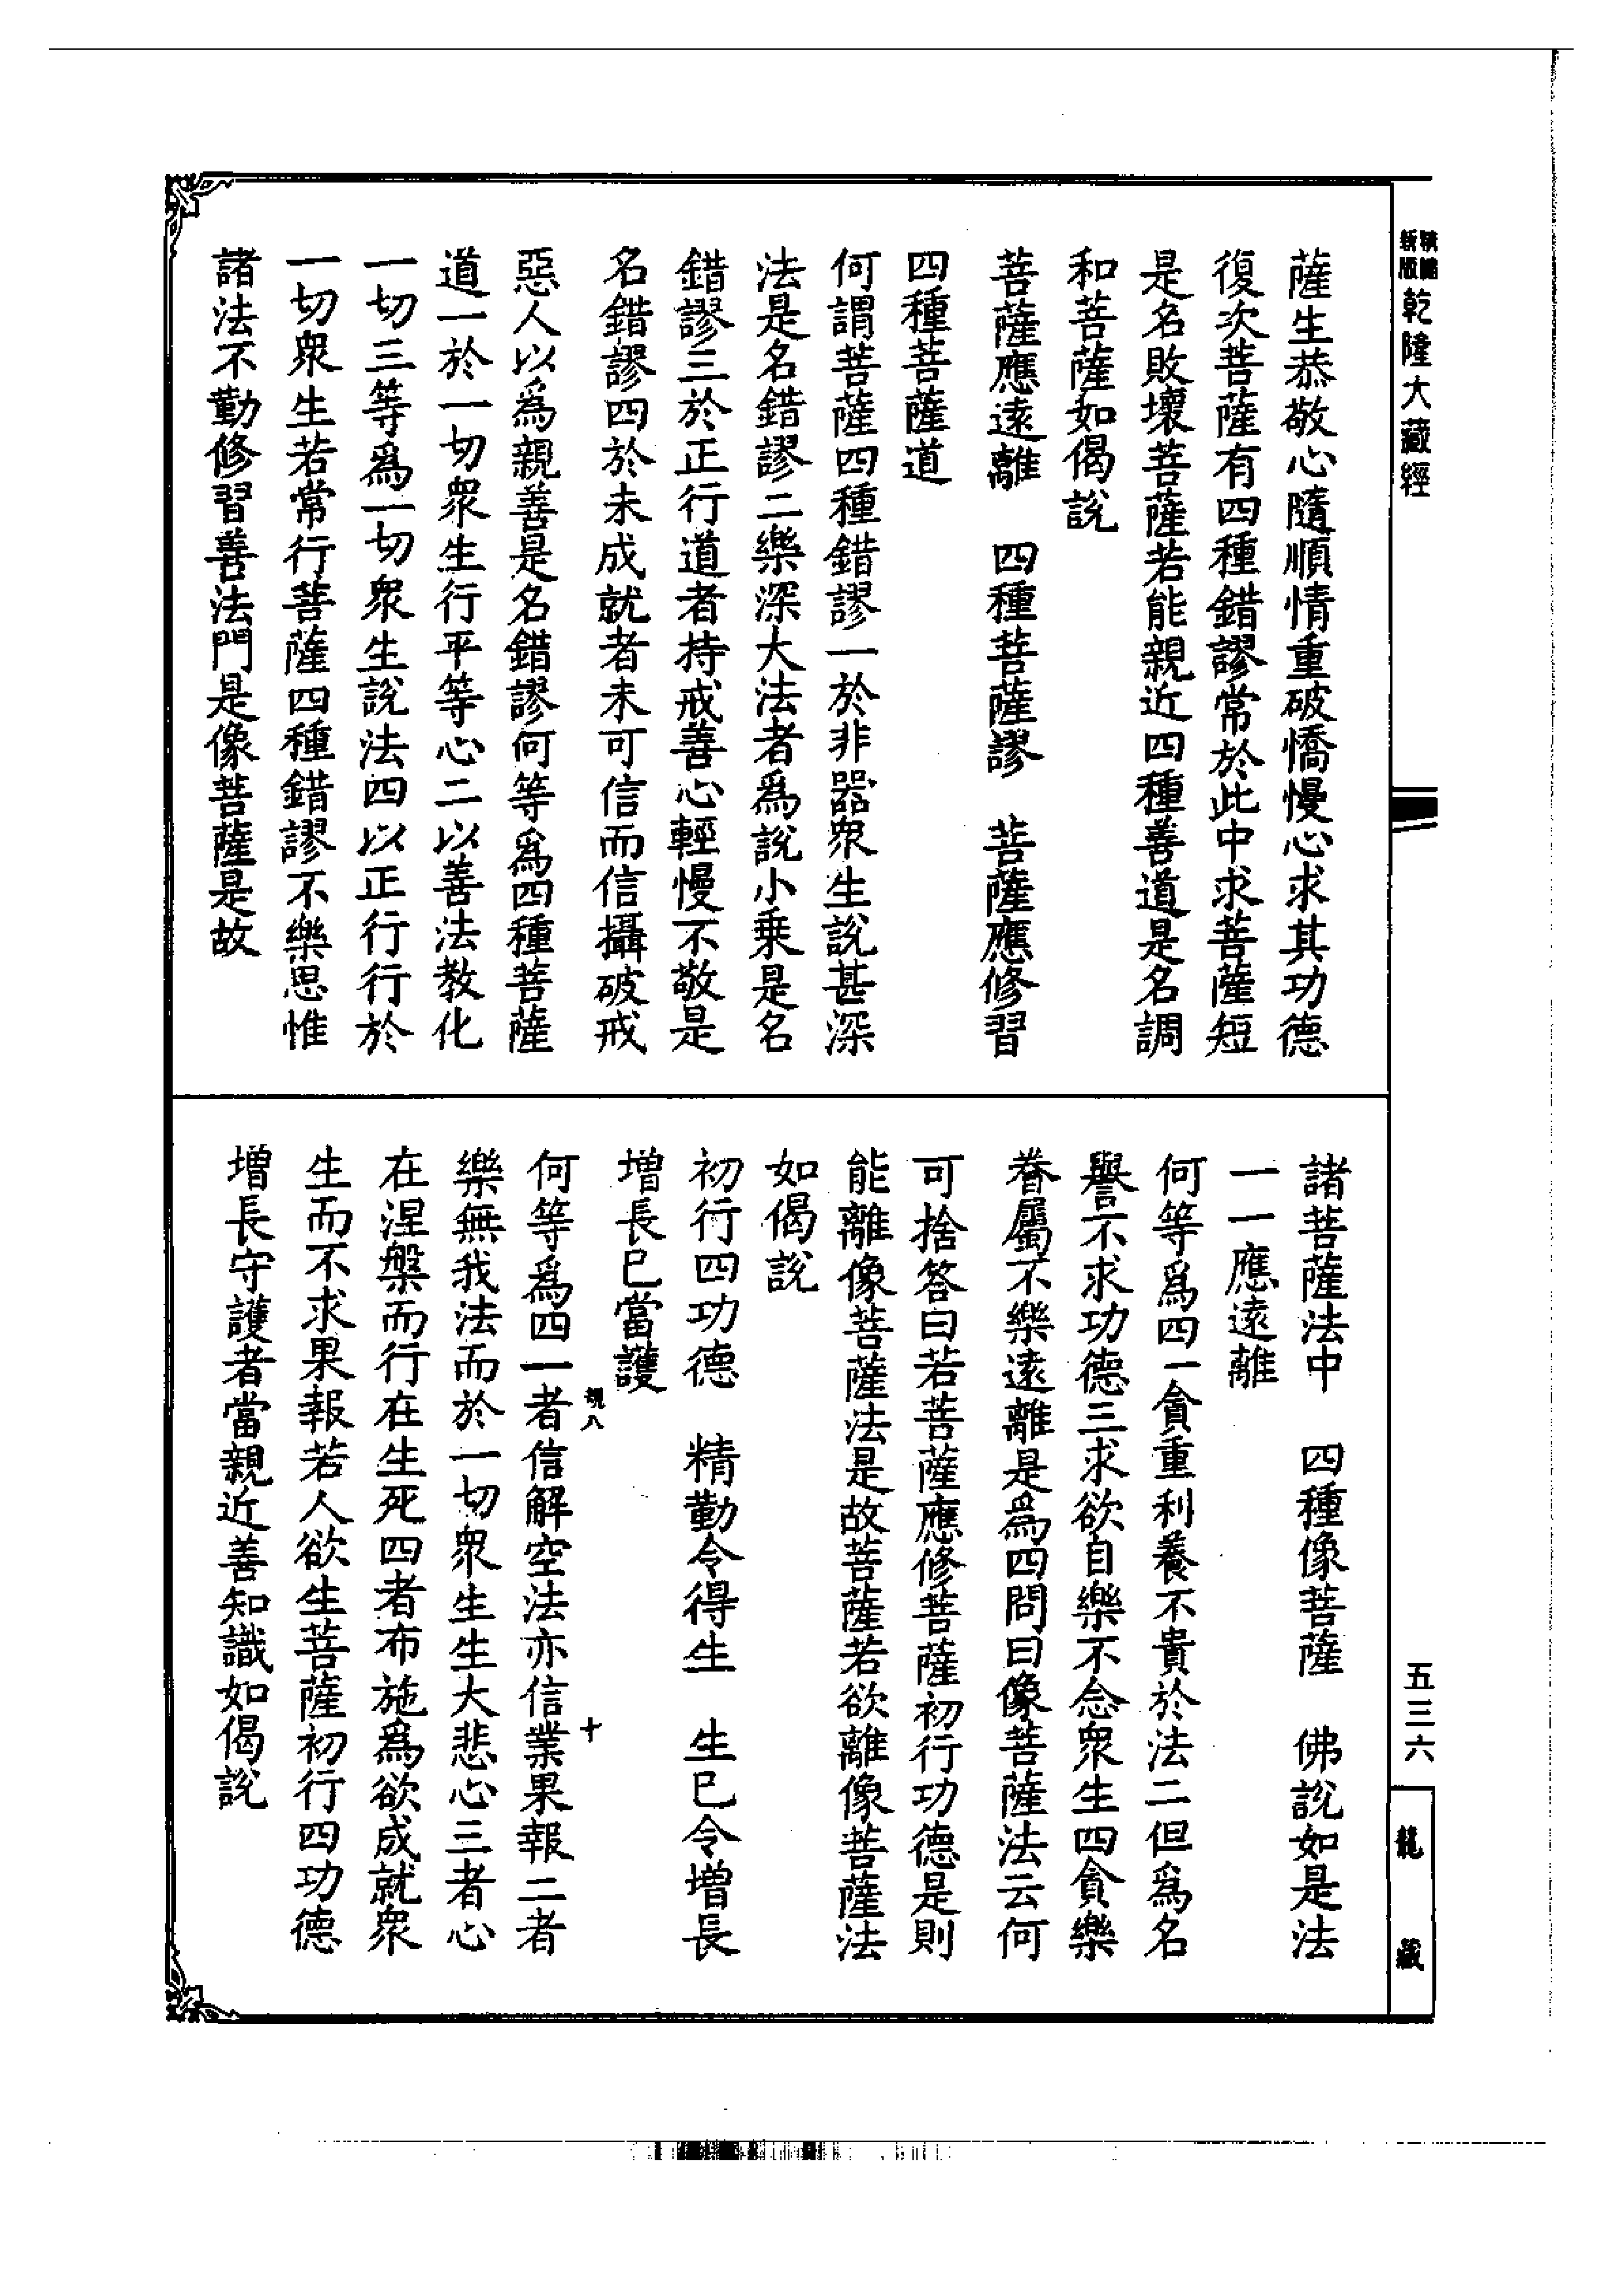 新版
精縮
乾隆大藏經
薩生恭敬心隨順情重破憍慢心求其功德
復次菩薩有四種錯謬常於此中求菩薩短
是名敗壞菩薩若能親近四種善道是名調
和菩薩如偈說
菩薩應遠離　四種菩薩謬　菩薩應修習
四種菩薩道
何謂菩薩四種錯謬一於非器眾生說甚深
法是名錯謬二樂深大法者爲說小乘是名
錯謬三於正行道者持戒善心輕慢不敬是
名錯謬四於未成就者未可信而信攝破戒
惡人以爲親善是名錯謬何等爲四種菩薩
道一於一切眾生行平等心二以善法教化
一切三等爲一切眾生說法四以正行行於
一切眾生若常行菩薩四種錯謬不樂思惟
諸法不勤修習善法門是像菩薩是故
諸菩薩法中　四種像菩薩　佛說如是法
一一應遠離
何等爲四一貪重利養不貴於法二但爲名
譽不求功德三求欲自樂不念眾生四貪樂
眷屬不樂遠離是爲四問曰像菩薩法云何
可捨答曰若菩薩應修菩薩初行功德是則
能離像菩薩法是故菩薩若欲離像菩薩法
如偈說
初行四功德　精勤令得生　生已令增長
增長已當護
何等爲四一者信解空法亦信業果報二者
樂無我法而於一切眾生生大悲心三者心
在涅槃而行在生死四者布施爲欲成就眾
生而不求果報若人欲生菩薩初行四功德
增長守護者當親近善知識如偈說
八
十
五三六
龍藏